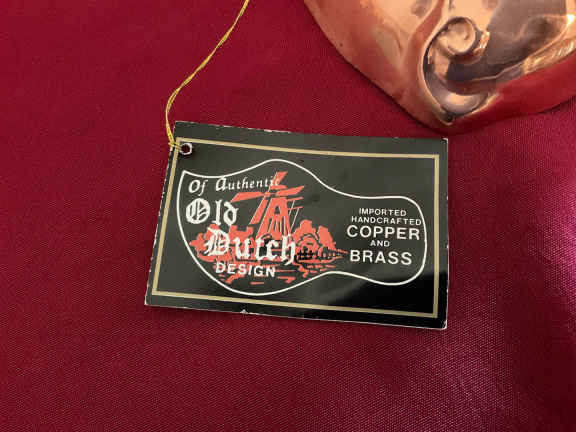 Of Authentic
Old
Dutch
DESIGN
IMPORTED
HANDCRAFTED
COPPER
AND
BRASS